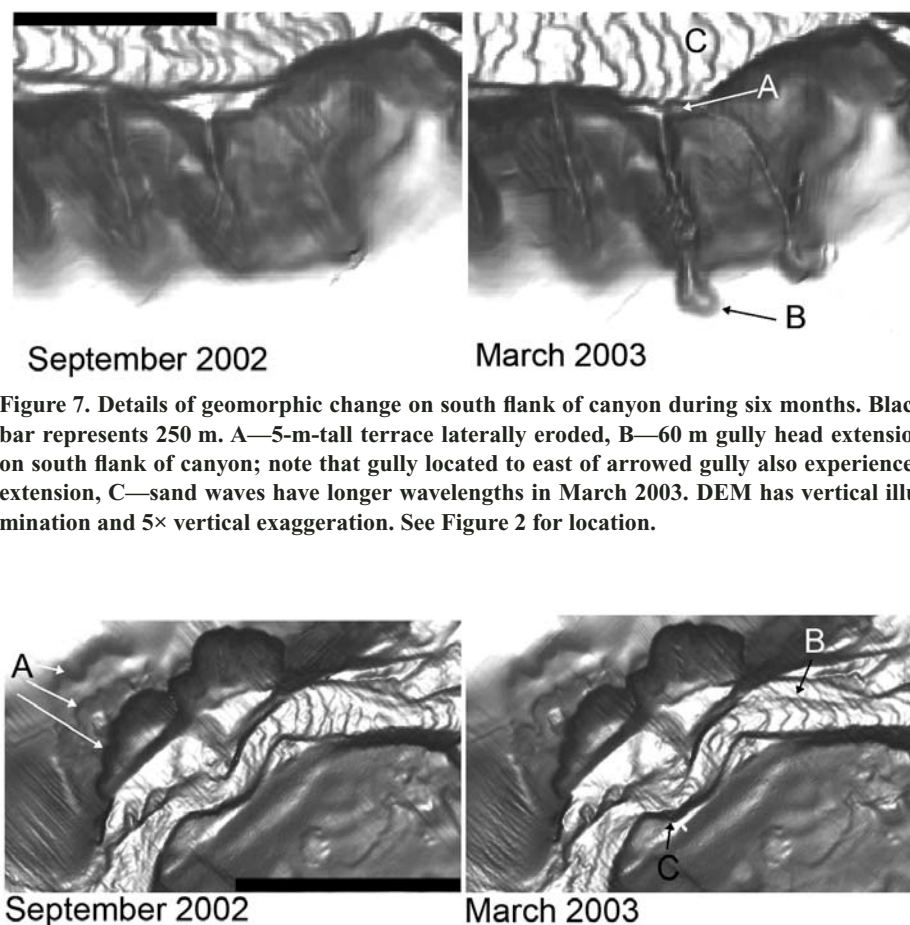 C
A
B
September 2002
March 2003
Figure 7. Details of geomorphic change on south flank of canyon during six months.
bar represents 250 m. A—5-m-tall terrace laterally eroded, B—60 m gully head
on south flank of canyon; note that gully located to east of arrowed gully also
extension, C—sand waves have longer wavelengths in March 2003. DEM has vertical illu
mination and 5× vertical exaggeration. See Figure 2 for location.
A
B
C
September 2002
March 2003